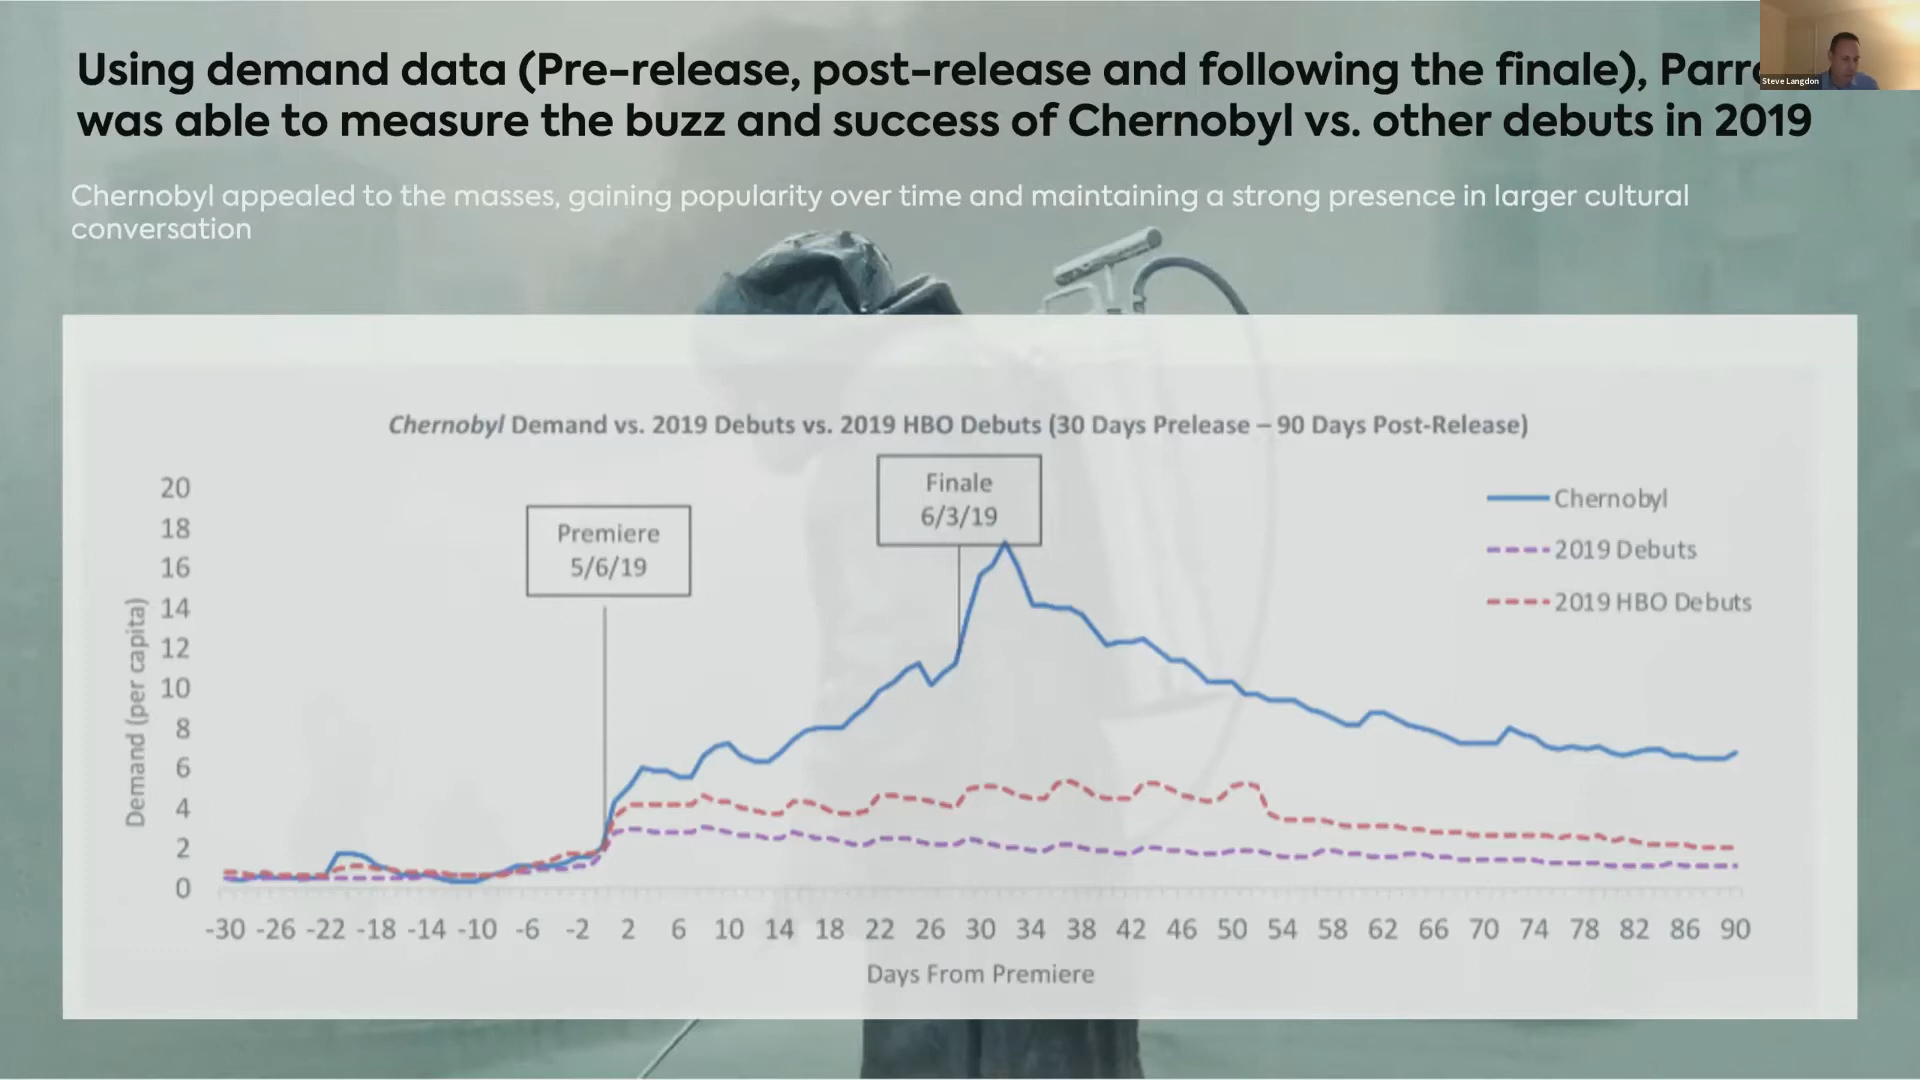 Using demand data (Pre-release, post-release and following the finale),
was able to measure the buzz and success of Chernobyl vs. other debuts in 2019
Steve Langdon
Chernobyl appealed to the masses, gaining popularity over time and maintaining a strong presence in larger cultural
conversation
Chernobyl Demand vs. 2019 Debuts vs. 2019 HBO Debuts (30 Days Prelease – 90 Days Post-Release)
Premiere
5/6/19
Finale
6/3/19
Chernobyl
2019 Debuts
2019 HBO Debuts
Demand (per capita)
20
18
16
14
12
10
8
6
4
2
0
-30 -26 -22 -18 -14 -10 -6 -2 2 6 10 14 18 22 26 30 34 38 42 46 50 54 58 62 66 70 74 78 82 86 90
Days From Premiere